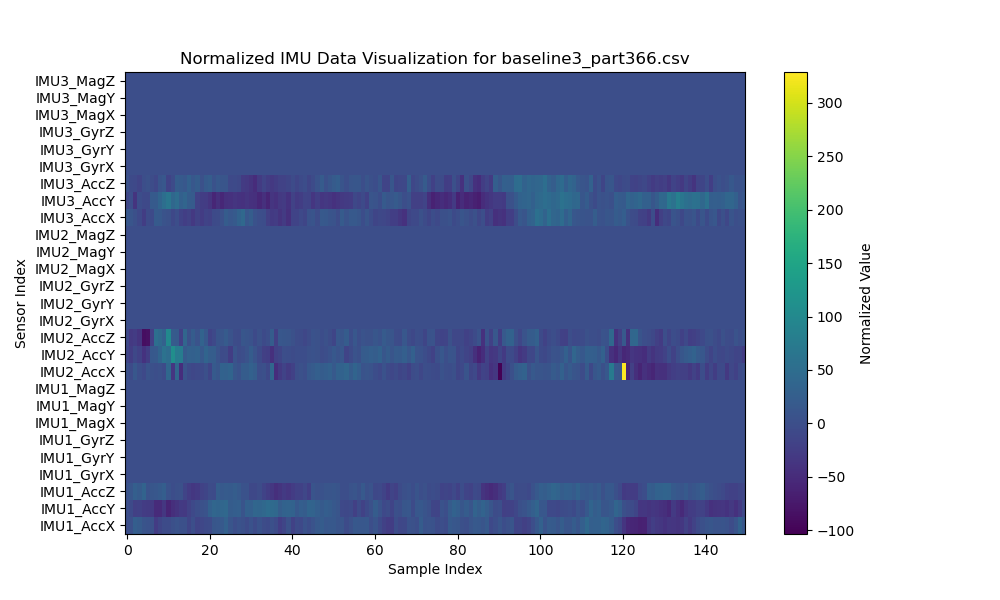 Normalized IMU Data Visualization for baseline3_part366.csv
IMU3_MagZ
IMU3_MagY
IMU3_MagX
IMU3_GyrZ
IMU3_GyrY
IMU3_GyrX
IMU3_AccZ
IMU3_AccY
IMU3_AccX
IMU2_MagZ
IMU2_MagY
IMU2_MagX
IMU2_GyrZ
IMU2_GyrY
IMU2_GyrX
IMU2_AccZ
IMU2_AccY
IMU2_AccX
IMU1_MagZ
IMU1_MagY
IMU1_MagX
IMU1_GyrZ
IMU1_GyrY
IMU1_GyrX
IMU1_AccZ
IMU1_AccY
IMU1_AccX
Sensor Index
0 20 40 60 80 100 120 140
Sample Index
300
250
200
150
100
50
0
−50
−100
Normalized Value